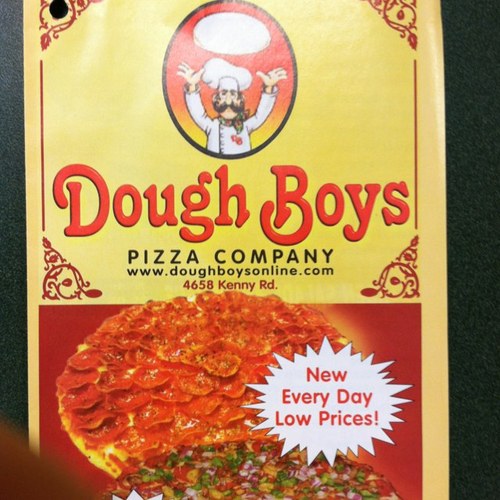 Dough Boys
PIZZA COMPANY
www.doughboysonline.com
4658 Kenny Rd.
New
Every Day
Low Prices!